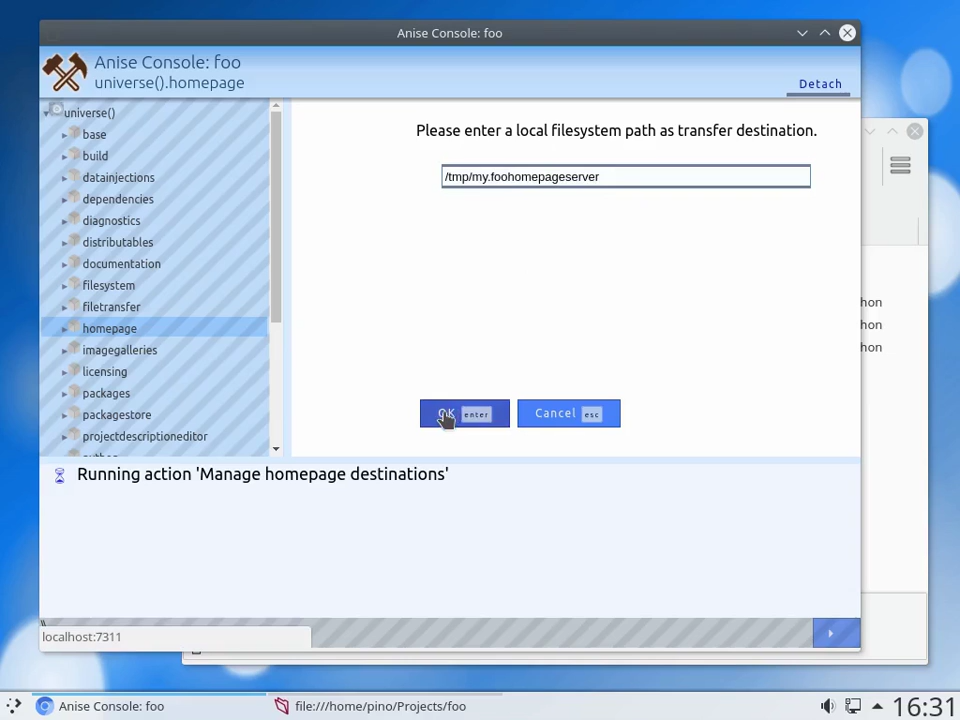 Anise Console: foo
Anise Console: foo
universe().homepage
Detach
universe()
base
build
datainjections
dependencies
diagnostics
distributables
documentation
filesystem
filetransfer
homepage
imagegalleries
licensing
packages
packagestore
projectdescriptioneditor
Please enter a local filesystem path as transfer destination.
/tmp/my.foohomepageserver
OK enter
Cancel esc
hon
hon
hon
Running action 'Manage homepage destinations'
localhost:7311
Anise Console: foo
file:///home/pino/Projects/foo
16:31